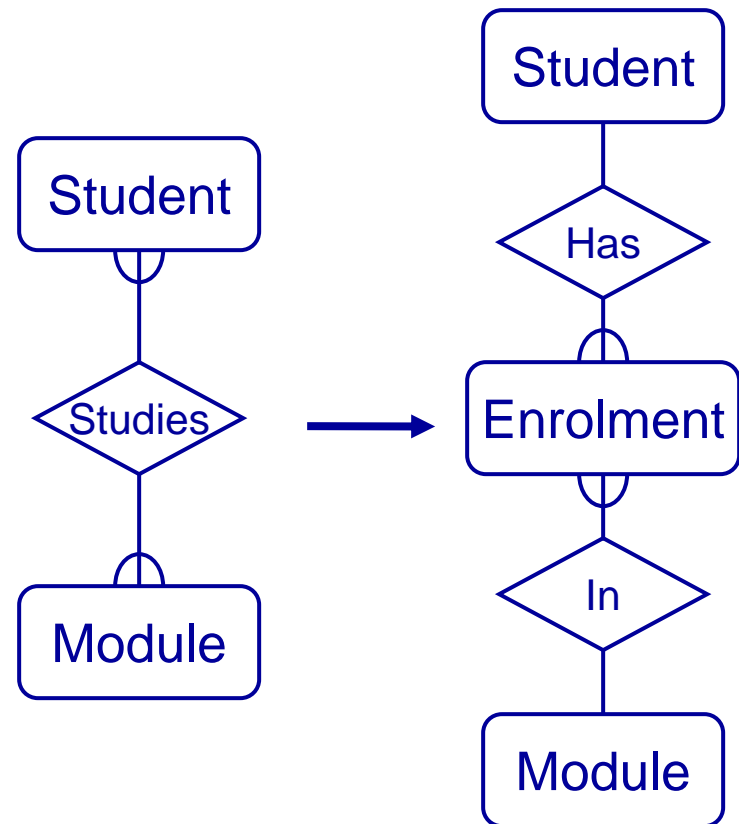 Student
Studies
Module
Student
Has
Enrolment
In
Module